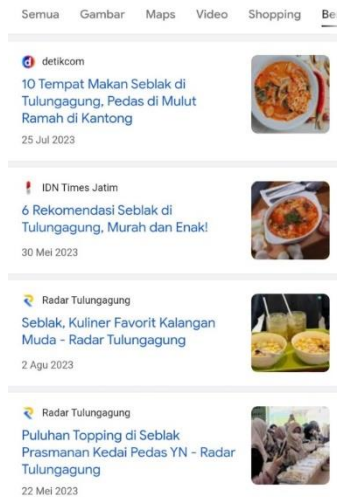 Semua Gambar Maps Video Shopping Be
detikcom
10 Tempat Makan Seblak di
Tulungagung, Pedas di Mulut
Ramah di Kantong
25 Jul 2023
IDN Times Jatim
6 Rekomendasi Seblak di
Tulungagung, Murah dan Enak!
30 Mei 2023
Radar Tulungagung
Seblak, Kuliner Favorit Kalangan
Muda - Radar Tulungagung
2 Agu 2023
Radar Tulungagung
Puluhan Topping di Seblak
Prasmanan Kedai Pedas YN - Radar
Tulungagung
22 Mei 2023